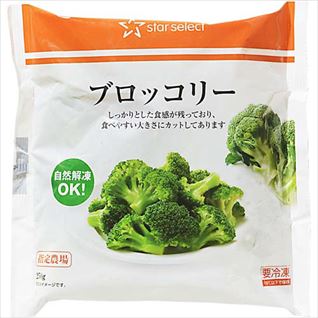 star select
ブロッコリー
しっかりとした食感が残っており、
食べやすい大きさにカットしてあります
自然解凍
OK!
指定農場
要冷凍